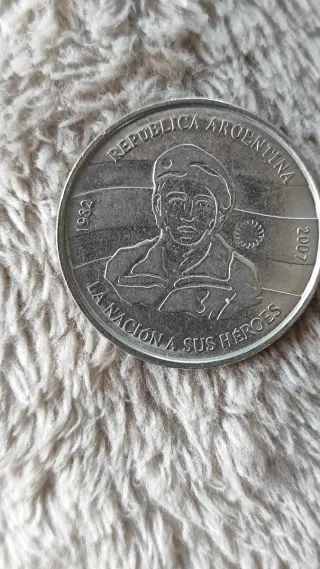 REPUBLICA ARGENTINA
1982
2007
LA NACIÓN A SUS HÉROES